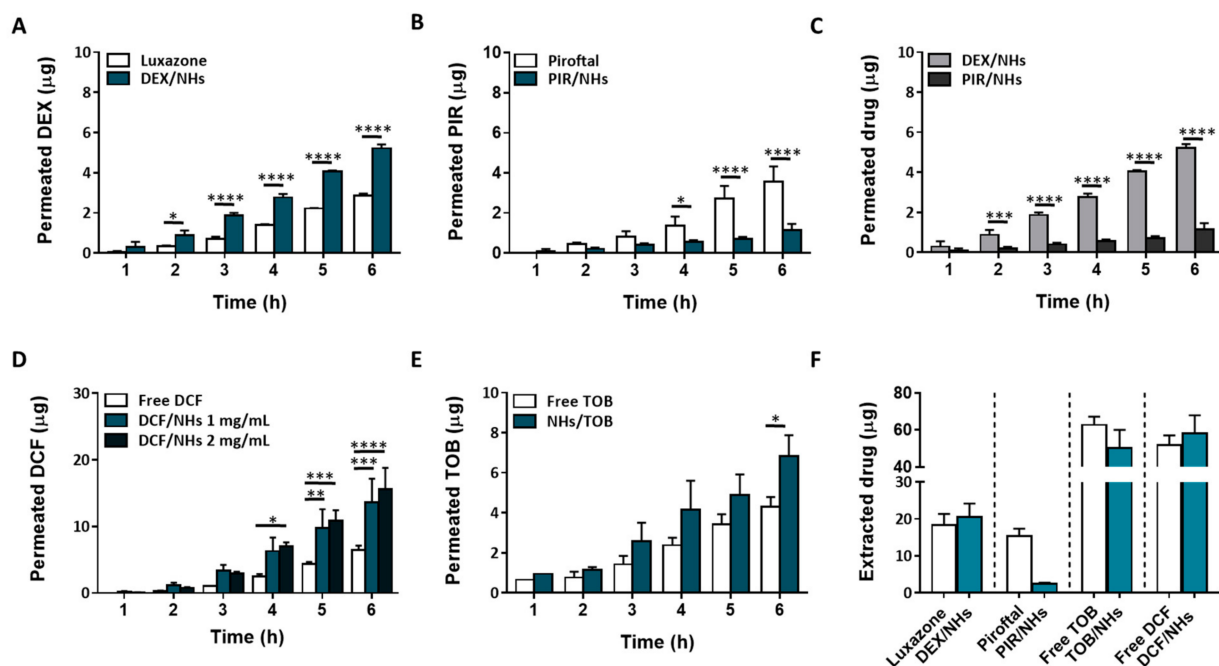 A
Luxazone
DEX/NHs
Permeated DEX (µg)
10
8
6
4
2
0
*
****
****
****
****
1 2 3 4 5 6
Time (h)
B
Piroftal
PIR/NHs
Permeated PIR (µg)
10
8
6
4
2
0
*
****
****
1 2 3 4 5 6
Time (h)
C
DEX/NHs
PIR/NHs
Permeated drug (µg)
10
8
6
4
2
0
***
****
****
****
****
1 2 3 4 5 6
Time (h)
D
Free DCF
DCF/NHs 1 mg/mL
DCF/NHs 2 mg/mL
Permeated DCF (µg)
30
20
10
0
*
***
**
****
***
1 2 3 4 5 6
Time (h)
E
Free TOB
NHs/TOB
Permeated TOB (µg)
10
8
6
4
2
0
*
1 2 3 4 5 6
Time (h)
F
Extracted drug (µg)
80
60
40
30
20
10
0
Luxazone
DEX/NHs
Piroftal
PIR/NHs
Free TOB
TOB/NHs
Free DCF
DCF/NHs